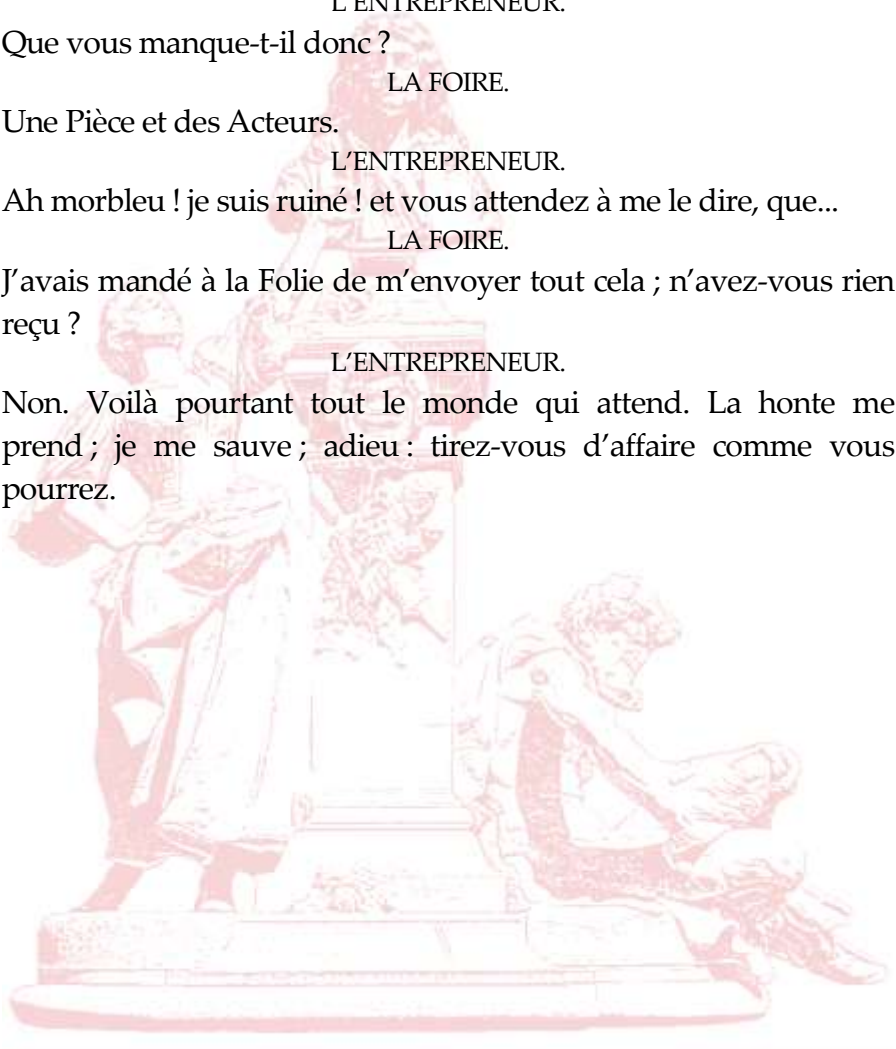 L’ENTREPRENEUR.
Que vous manque-t-il donc ?
LA FOIRE.
Une Pièce et des Acteurs.
L’ENTREPRENEUR.
Ah morbleu ! je suis ruiné ! et vous attendez à me le dire, que...
LA FOIRE.
J’avais mandé à la Folie de m’envoyer tout cela ; n’avez-vous rien
reçu ?
L’ENTREPRENEUR.
Non. Voilà pourtant tout le monde qui attend. La honte me
prend ; je me sauve ; adieu : tirez-vous d’affaire comme vous
pourrez.